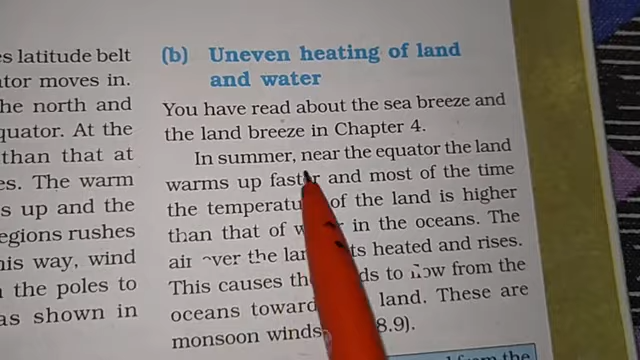 es latitude belt
ator moves in.
he north and
quator. At the
than that at
es. The warm
s up and the
egions rushes
his way, wind
the poles to
as shown in
(b) Uneven heating of land
and water
You have read about the sea breeze and
the land breeze in Chapter 4.
In summer, near the equator the land
warms up faster and most of the time
the temperatu of the land is higher
than that of w r in the oceans. The
air over the lan ts heated and rises.
This causes th ds to flow from the
oceans toward land. These are
monsoon winds 8.9).
from the